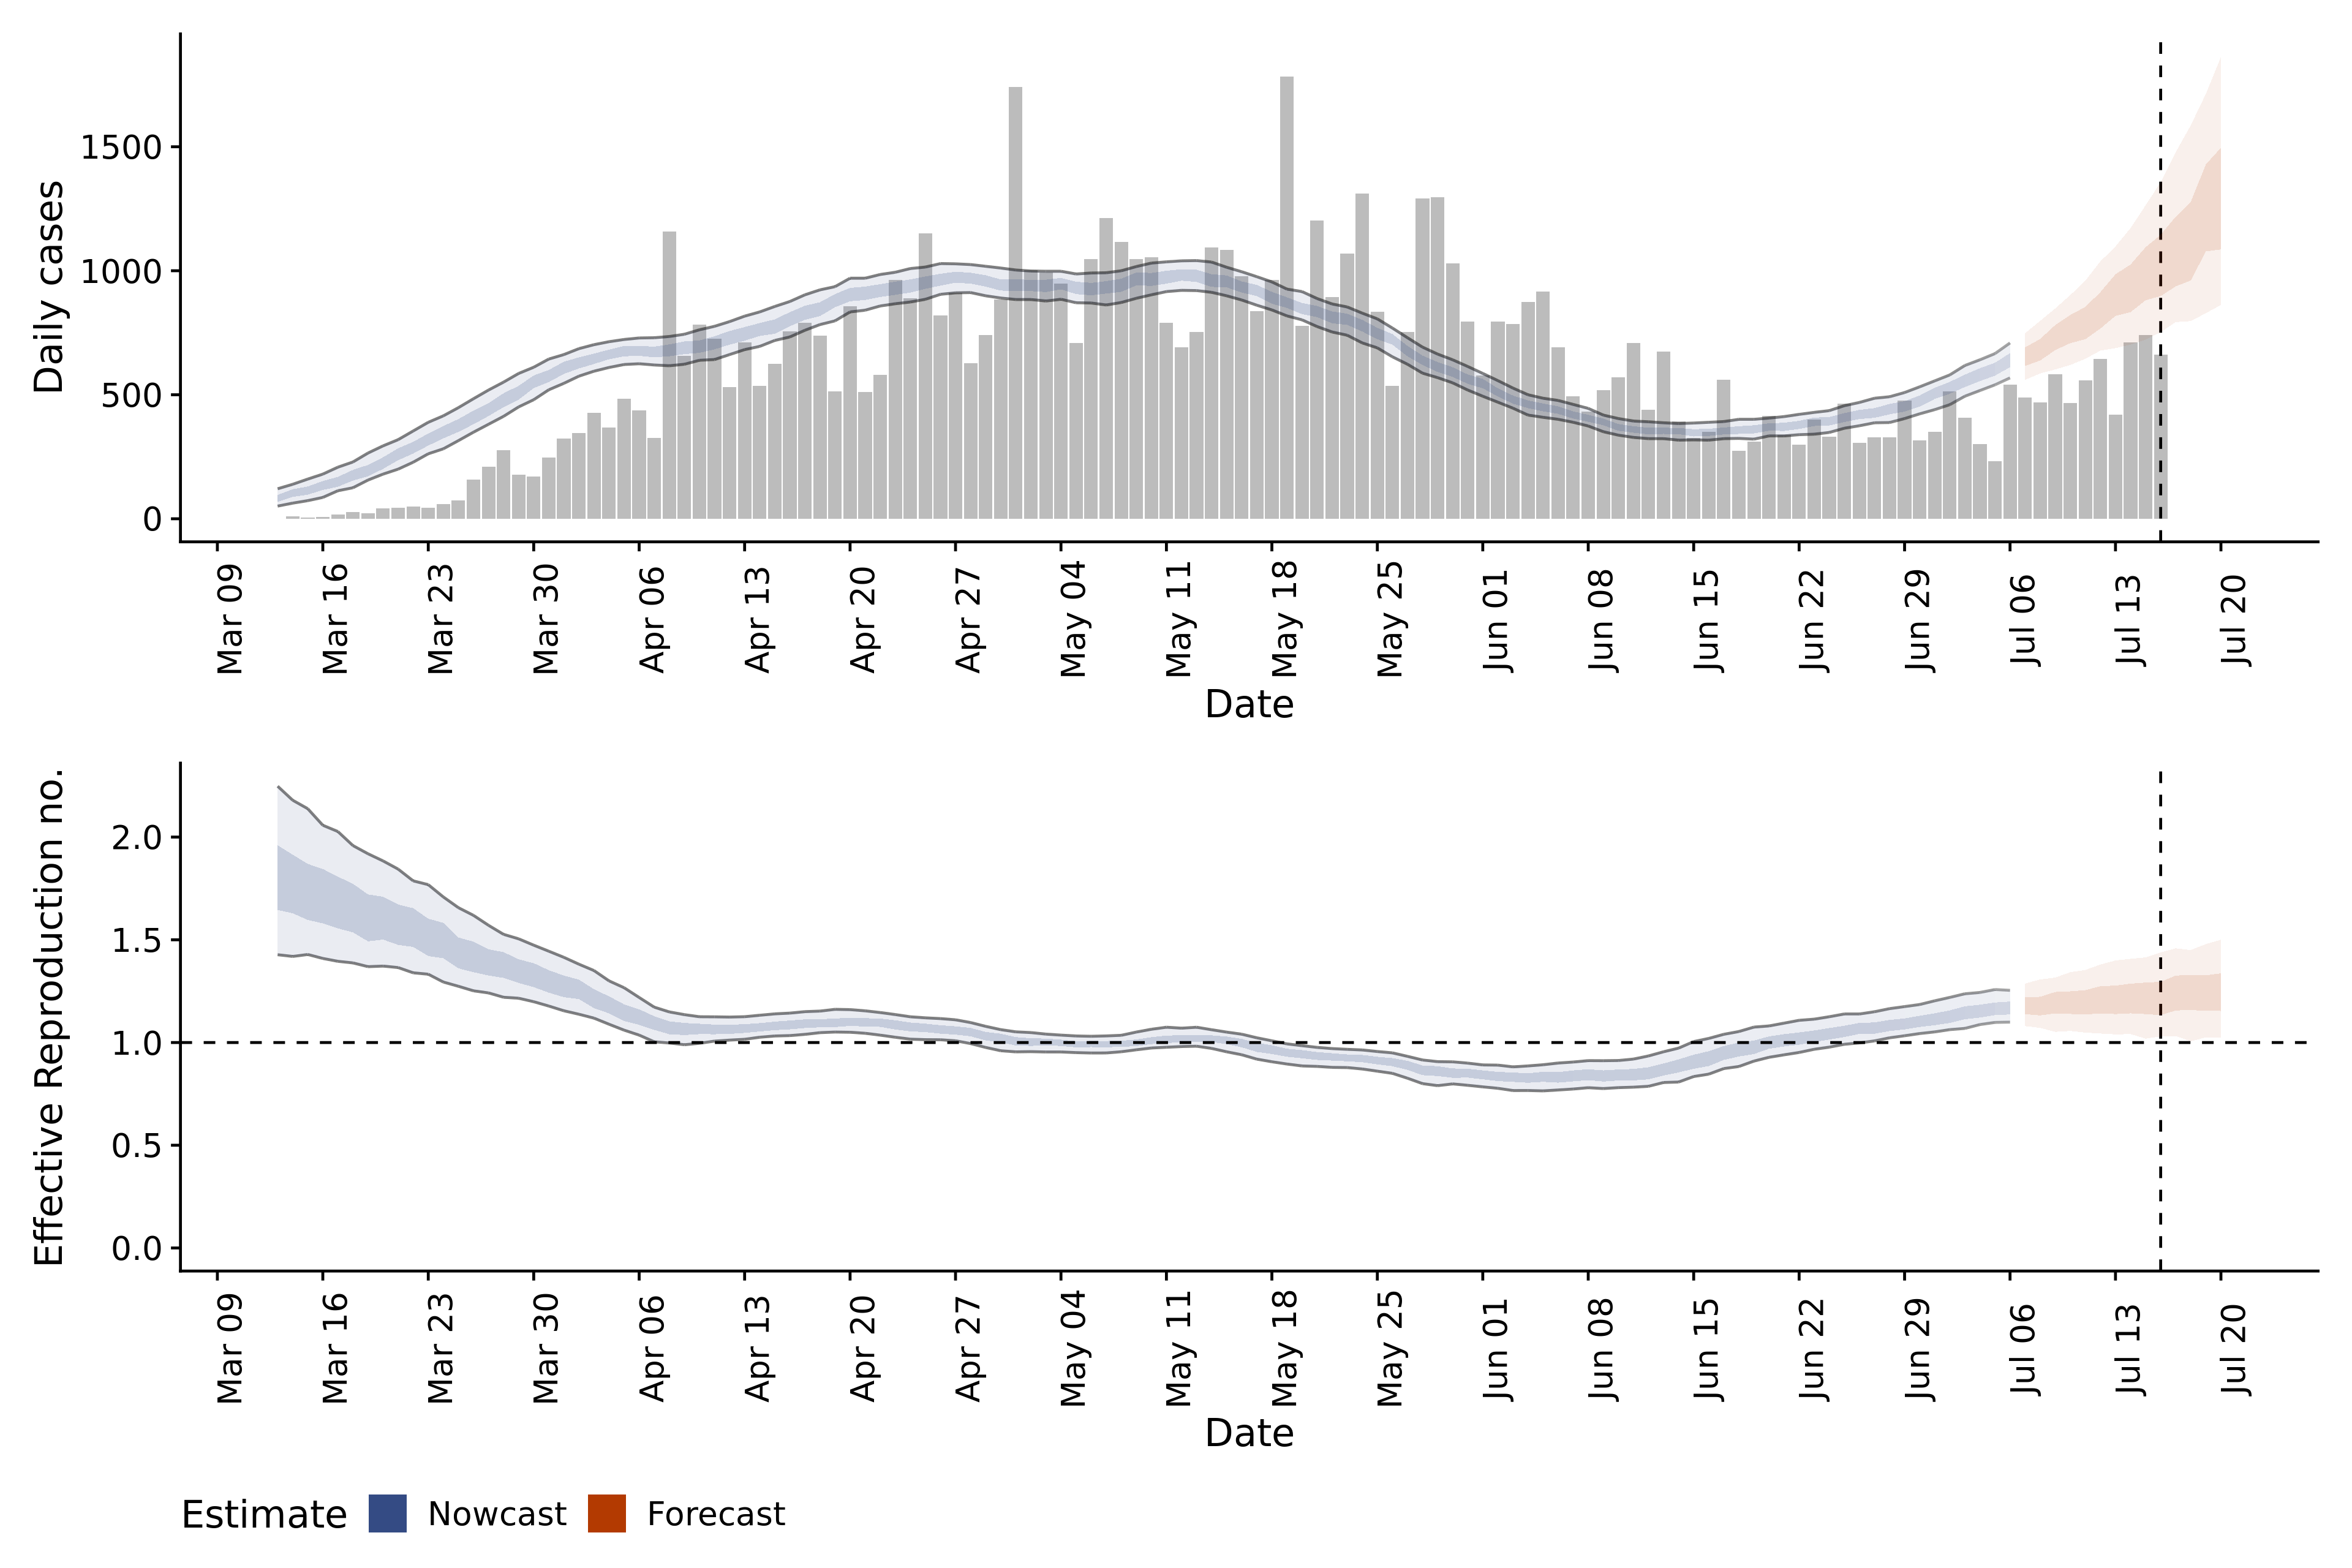 Daily cases
1500
1000
500
0
Mar 09
Mar 16
Mar 23
Mar 30
Apr 06
Apr 13
Apr 20
Apr 27
May 04
May 11
May 18
May 25
Jun 01
Jun 08
Jun 15
Jun 22
Jun 29
Jul 06
Jul 13
Jul 20
Date
Effective Reproduction no.
2.0
1.5
1.0
0.5
0.0
Mar 09
Mar 16
Mar 23
Mar 30
Apr 06
Apr 13
Apr 20
Apr 27
May 04
May 11
May 18
May 25
Jun 01
Jun 08
Jun 15
Jun 22
Jun 29
Jul 06
Jul 13
Jul 20
Date
Estimate Nowcast Forecast